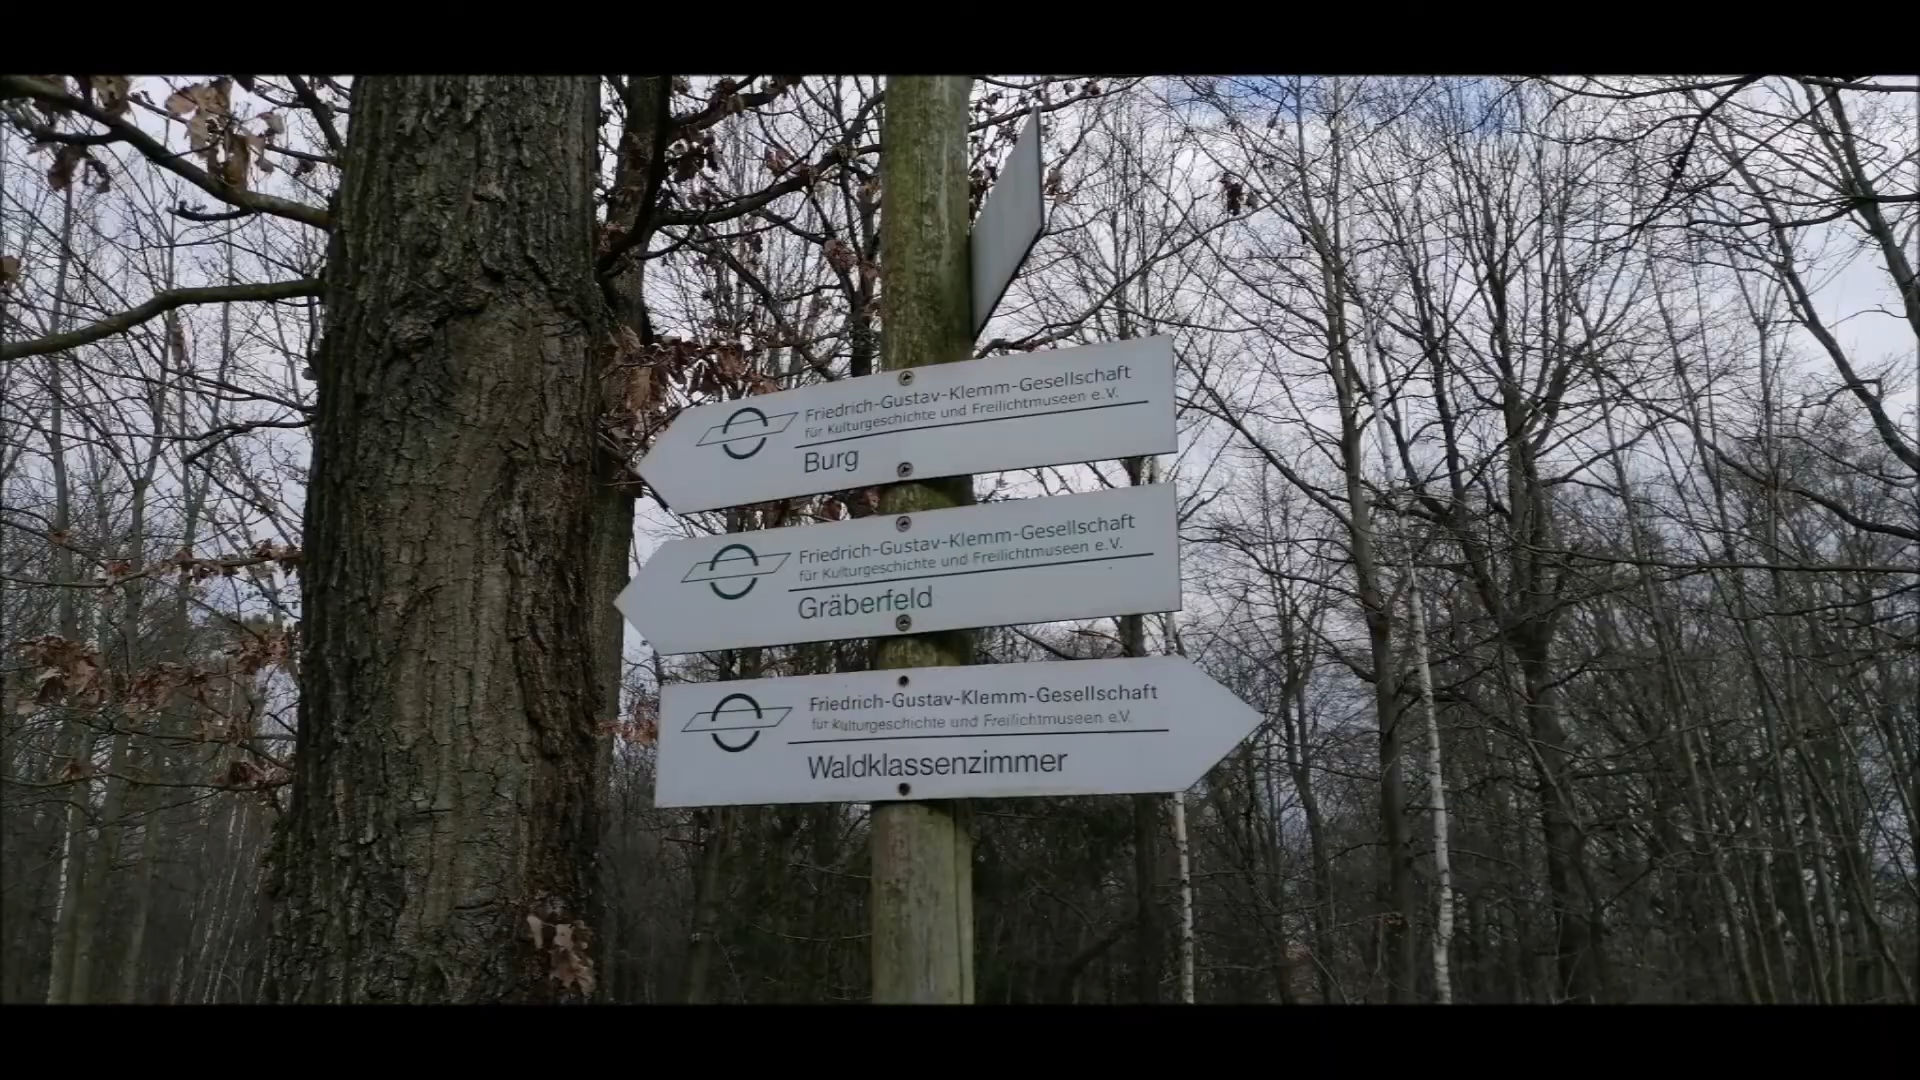 Friedrich-Gustav-Klemm-Gesellschaft
für Kulturgeschichte und Freilichtmuseen e.V.
Burg
Friedrich-Gustav-Klemm-Gesellschaft
für Kulturgeschichte und Freilichtmuseen e.V.
Gräberfeld
Friedrich-Gustav-Klemm-Gesellschaft
für Kulturgeschichte und Freilichtmuseen e.V.
Waldklassenzimmer